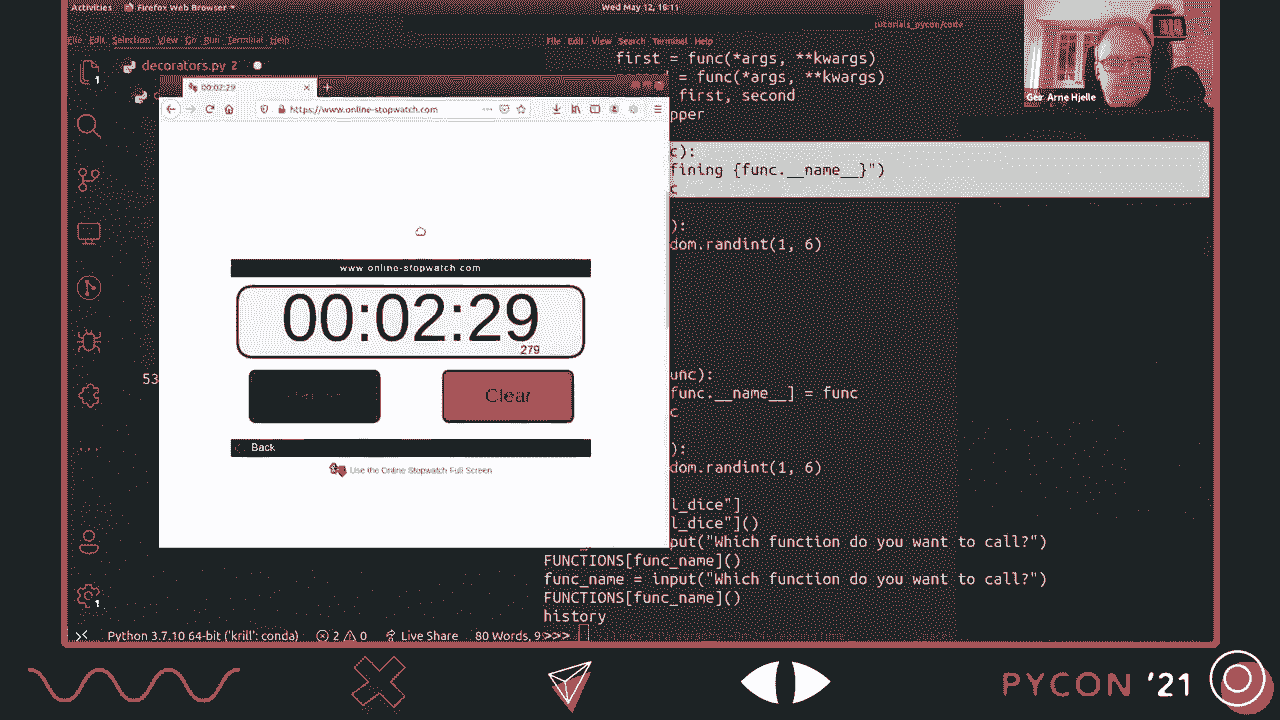 Activities Firefox Web Browser Wed May 12, 15:11
tutorials_pycon/code
File Edit Selection View Go Run Terminal Help
File Edit View Search Terminal Help
decorators.py 2
first = func(*args, **kwargs)
= func(*args, **kwargs)
first, second
pper
c):
fining {func.__name__}")
c
):
dom.randint(1, 6)
unc):
func.__name__] = func
c
):
dom.randint(1, 6)
l_dice"]
l_dice"]()
put("Which function do you want to call?")
FUNCTIONS[func_name]()
func_name = input("Which function do you want to call?")
FUNCTIONS[func_name]()
history
>>>
00:02:29
https://www.online-stopwatch.com
www.online-stopwatch.com
00:02:29
279
Clear
Back
Use the Online Stopwatch Full Screen
53
1
1
Python 3.7.10 64-bit ('krill': conda) 2 0 Live Share 80 Words, 9
Geir Arne Hjelle
PYCON '21